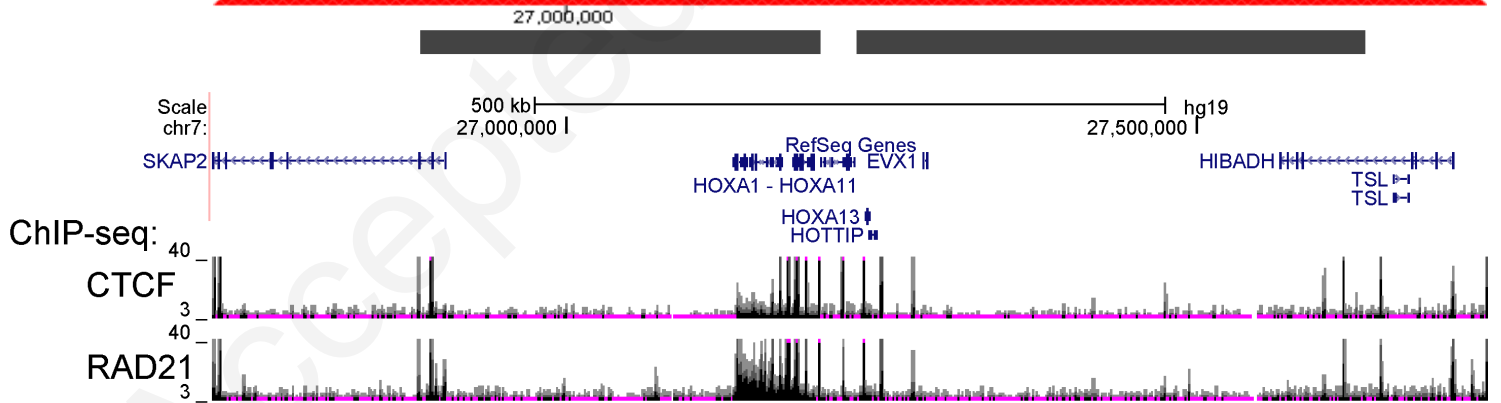 27,000,000
Scale 500 kb hg19
chr7: 27,000,000 27,500,000
RefSeq Genes
SKAP2 EVX1 HIBADH
TSL
HOXA1 - HOXA11
TSL
HOXA13
ChIP-seq:
HOTTIP
40
CTCF
3
40
RAD21
3
Accepted